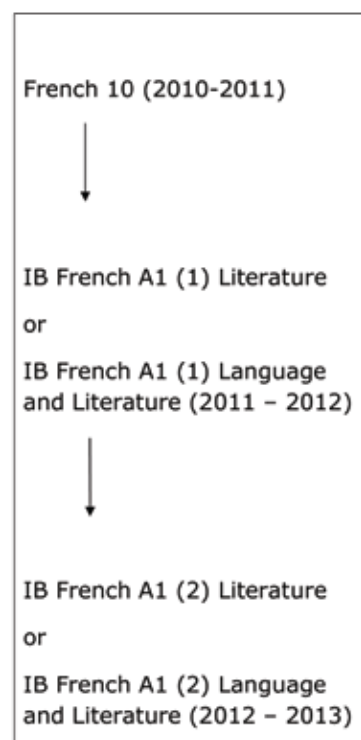 French 10 (2010-2011)
IB French A1 (1) Literature
or
IB French A1 (1) Language
and Literature (2011 – 2012)
IB French A1 (2) Literature
or
IB French A1 (2) Language
and Literature (2012 – 2013)